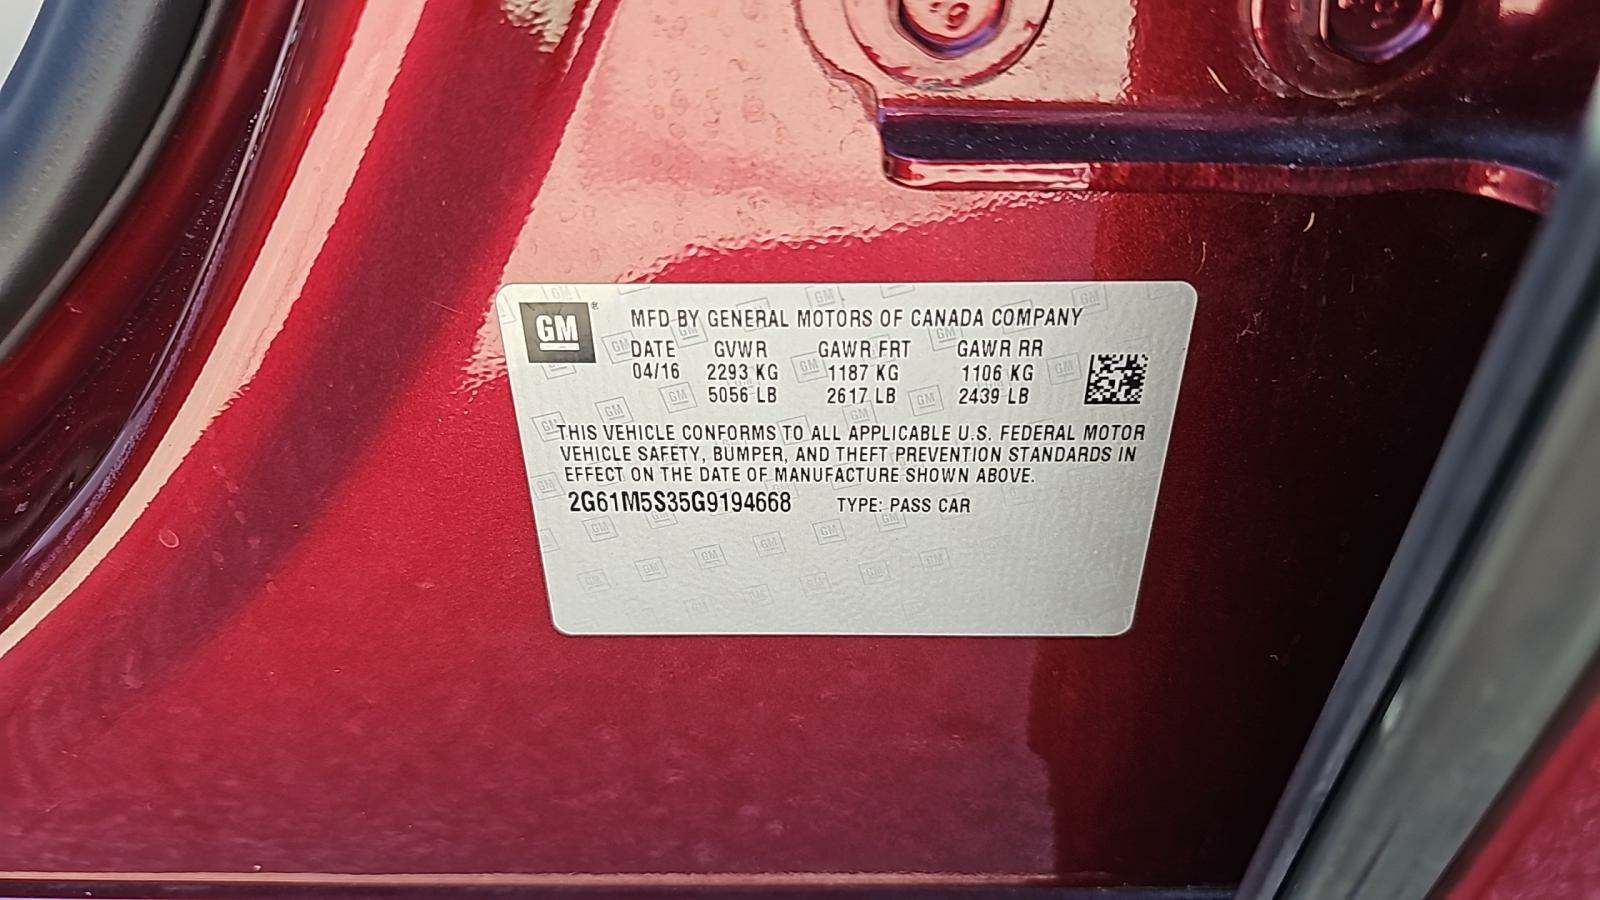 GM® MFD BY GENERAL MOTORS OF CANADA COMPANY
DATE GVWR GAWR FRT GAWR RR
04/16 2293 KG 1187 KG 1106 KG
5056 LB 2617 LB 2439 LB
THIS VEHICLE CONFORMS TO ALL APPLICABLE U.S. FEDERAL MOTOR
VEHICLE SAFETY, BUMPER, AND THEFT PREVENTION STANDARDS IN
EFFECT ON THE DATE OF MANUFACTURE SHOWN ABOVE.
2G61M5S35G9194668 TYPE: PASS CAR